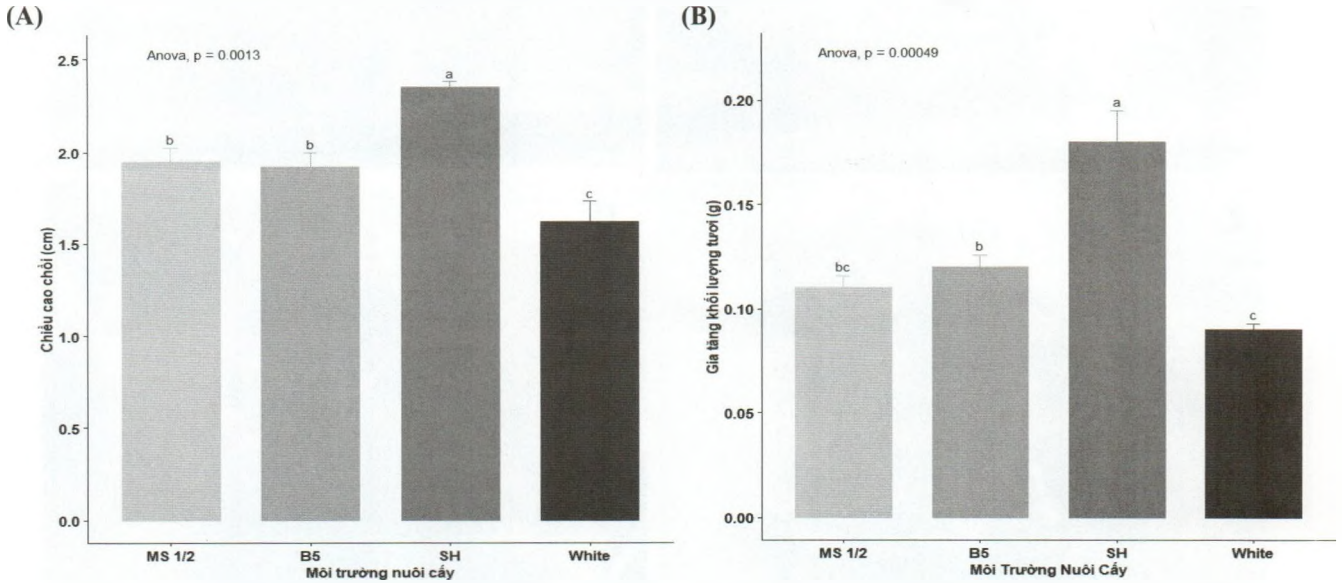 (A)
Anova, p = 0.0013
Chiều cao chồi (cm)
2.5
2.0
1.5
1.0
0.5
0.0
b
b
a
c
MS 1/2 B5 SH White
Môi trường nuôi cấy
(B)
Anova, p = 0.00049
Gia tăng khối lượng tươi (g)
0.20
0.15
0.10
0.05
0.00
bc
b
a
c
MS 1/2 B5 SH White
Môi Trường Nuôi Cấy